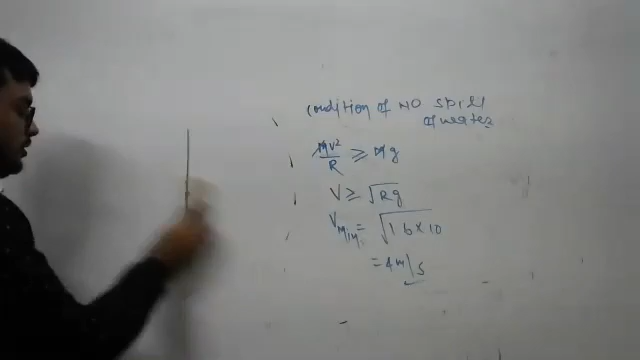 condition of NO spill
of water
MV²/R ≥ Mg
V ≥ √Rg
Vmin = √1.6×10
= 4 m/s